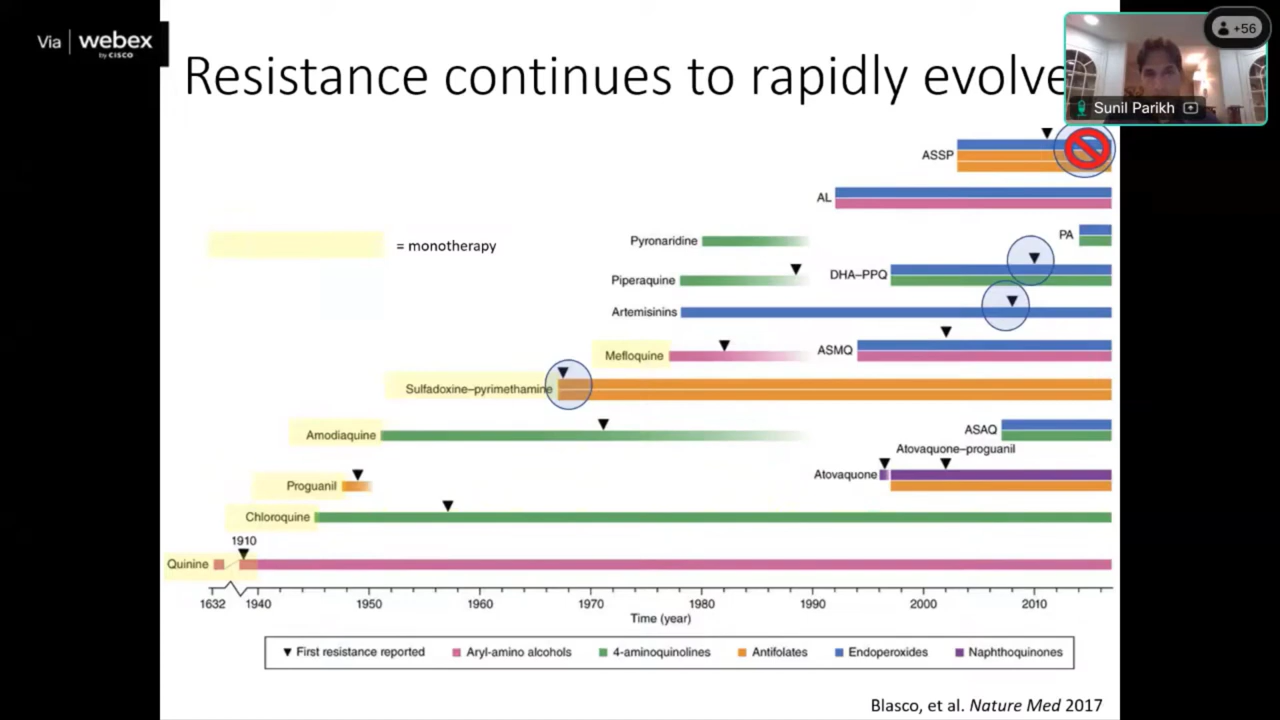 Via webex
by CISCO
+56
Sunil Parikh
Resistance continues to rapidly evolve
ASSP
AL
= monotherapy
Pyronaridine
PA
Piperaquine
DHA–PPQ
Artemisinins
Mefloquine
ASMQ
Sulfadoxine–pyrimethamine
Amodiaquine
ASAQ
Atovaquone–proguanil
Atovaquone
Proguanil
Chloroquine
1910
Quinine
1632 1940 1950 1960 1970 1980 1990 2000 2010
Time (year)
First resistance reported Aryl-amino alcohols 4-aminoquinolines Antifolates Endoperoxides Naphthoquinones
Blasco, et al. Nature Med 2017